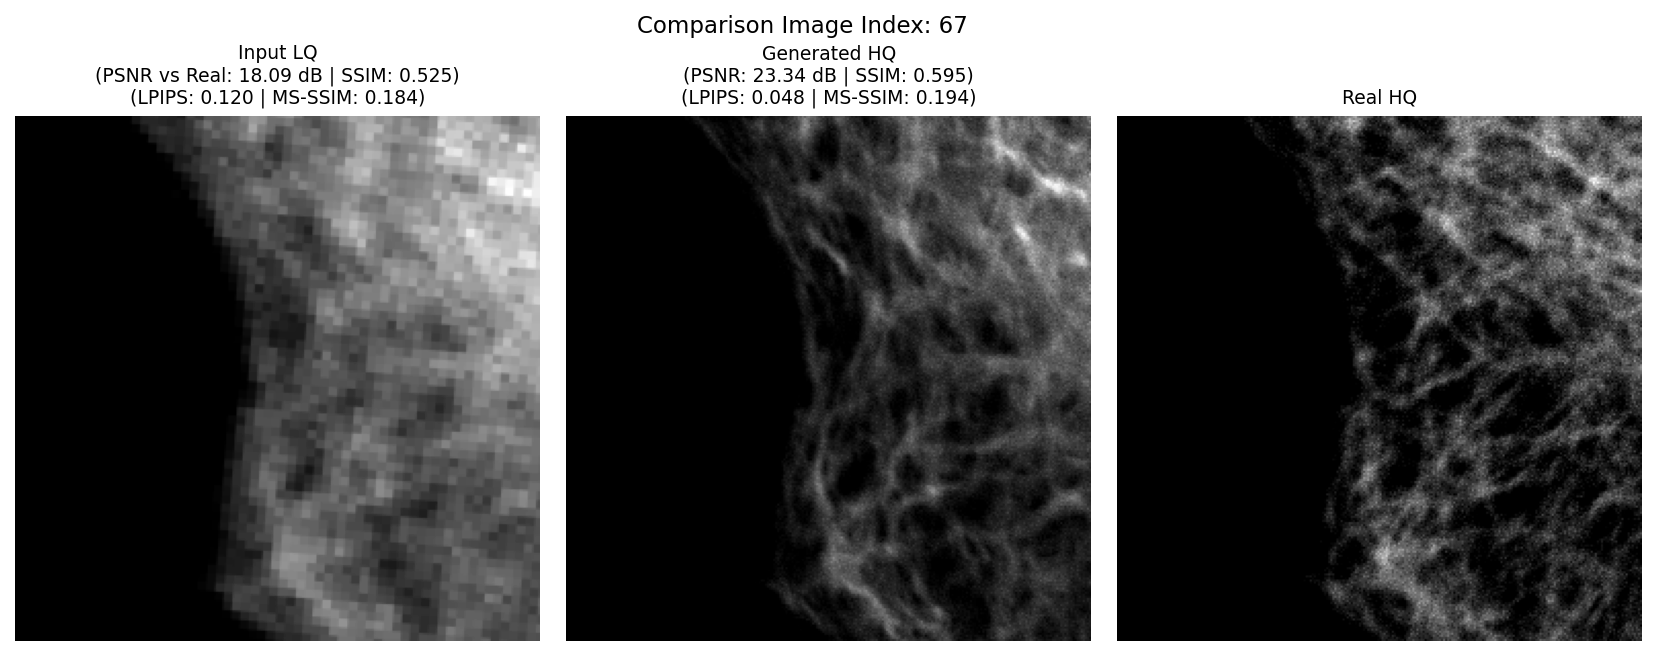 Comparison Image Index: 67
Input LQ
(PSNR vs Real: 18.09 dB | SSIM: 0.525)
(LPIPS: 0.120 | MS-SSIM: 0.184)
Generated HQ
(PSNR: 23.34 dB | SSIM: 0.595)
(LPIPS: 0.048 | MS-SSIM: 0.194)
Real HQ